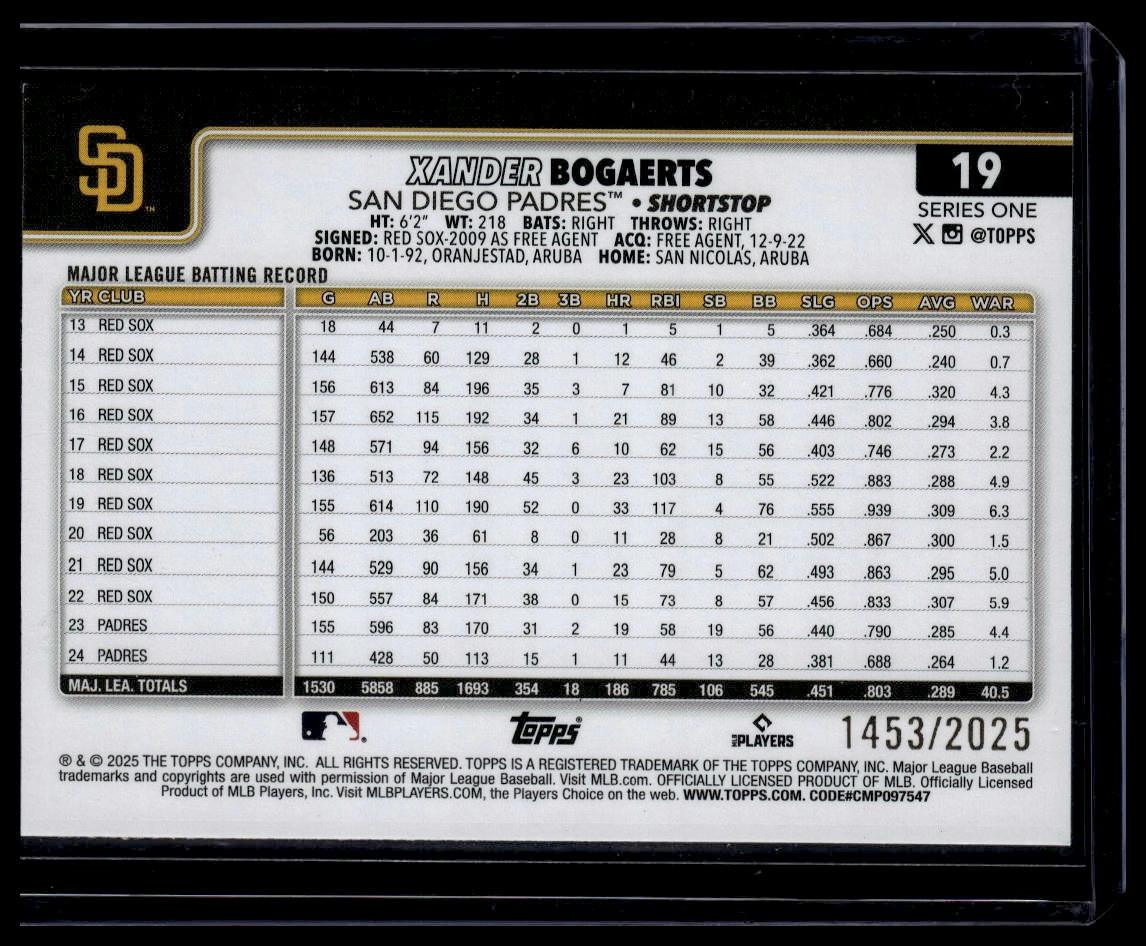 SD™
XANDER BOGAERTS
19
SAN DIEGO PADRES™ • SHORTSTOP
SERIES ONE
HT: 6'2" WT: 218 BATS: RIGHT THROWS: RIGHT
X @TOPPS
SIGNED: RED SOX-2009 AS FREE AGENT ACQ: FREE AGENT, 12-9-22
BORN: 10-1-92, ORANJESTAD, ARUBA HOME: SAN NICOLAS, ARUBA
MAJOR LEAGUE BATTING RECORD
YR CLUB G AB R H 2B 3B HR RBI SB BB SLG OPS AVG WAR
13 RED SOX 18 44 7 11 2 0 1 5 1 5 .364 .684 .250 0.3
14 RED SOX 144 538 60 129 28 1 12 46 2 39 .362 .660 .240 0.7
15 RED SOX 156 613 84 196 35 3 7 81 10 32 .421 .776 .320 4.3
16 RED SOX 157 652 115 192 34 1 21 89 13 58 .446 .802 .294 3.8
17 RED SOX 148 571 94 156 32 6 10 62 15 56 .403 .746 .273 2.2
18 RED SOX 136 513 72 148 45 3 23 103 8 55 .522 .883 .288 4.9
19 RED SOX 155 614 110 190 52 0 33 117 4 76 .555 .939 .309 6.3
20 RED SOX 56 203 36 61 8 0 11 28 8 21 .502 .867 .300 1.5
21 RED SOX 144 529 90 156 34 1 23 79 5 62 .493 .863 .295 5.0
22 RED SOX 150 557 84 171 38 0 15 73 8 57 .456 .833 .307 5.9
23 PADRES 155 596 83 170 31 2 19 58 19 56 .440 .790 .285 4.4
24 PADRES 111 428 50 113 15 1 11 44 13 28 .381 .688 .264 1.2
MAJ. LEA. TOTALS 1530 5858 885 1693 354 18 186 785 106 545 .451 .803 .289 40.5
Topps® MLB PLAYERS 1453/2025
® & © 2025 THE TOPPS COMPANY, INC. ALL RIGHTS RESERVED. TOPPS IS A REGISTERED TRADEMARK OF THE TOPPS COMPANY, INC. Major League Baseball
trademarks and copyrights are used with permission of Major League Baseball. Visit MLB.com. OFFICIALLY LICENSED PRODUCT OF MLB. Officially Licensed
Product of MLB Players, Inc. Visit MLBPLAYERS.COM, the Players Choice on the web. WWW.TOPPS.COM. CODE#CMP097547